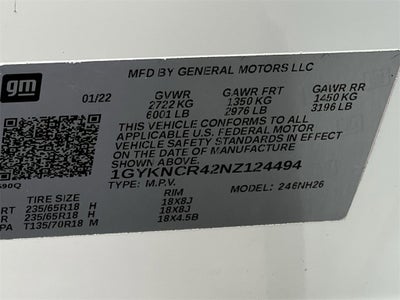 gm
MFD BY GENERAL MOTORS LLC
01/22
GVWR GAWR FRT GAWR RR
2722 KG 1350 KG 1450 KG
6001 LB 2976 LB 3196 LB
THIS VEHICLE CONFORMS TO ALL
APPLICABLE U.S. FEDERAL MOTOR
VEHICLE SAFETY STANDARDS IN EFFECT
ON THE DATE OF MANUFACTURE
SHOWN ABOVE.
1GYKNCR42NZ124494
TYPE: M.P.V. MODEL: 246NH26
TIRE SIZE RIM
RT 235/65R18 H 18X8J
235/65R18 H 18X8J
PA T135/70R18 M 18X4.5B